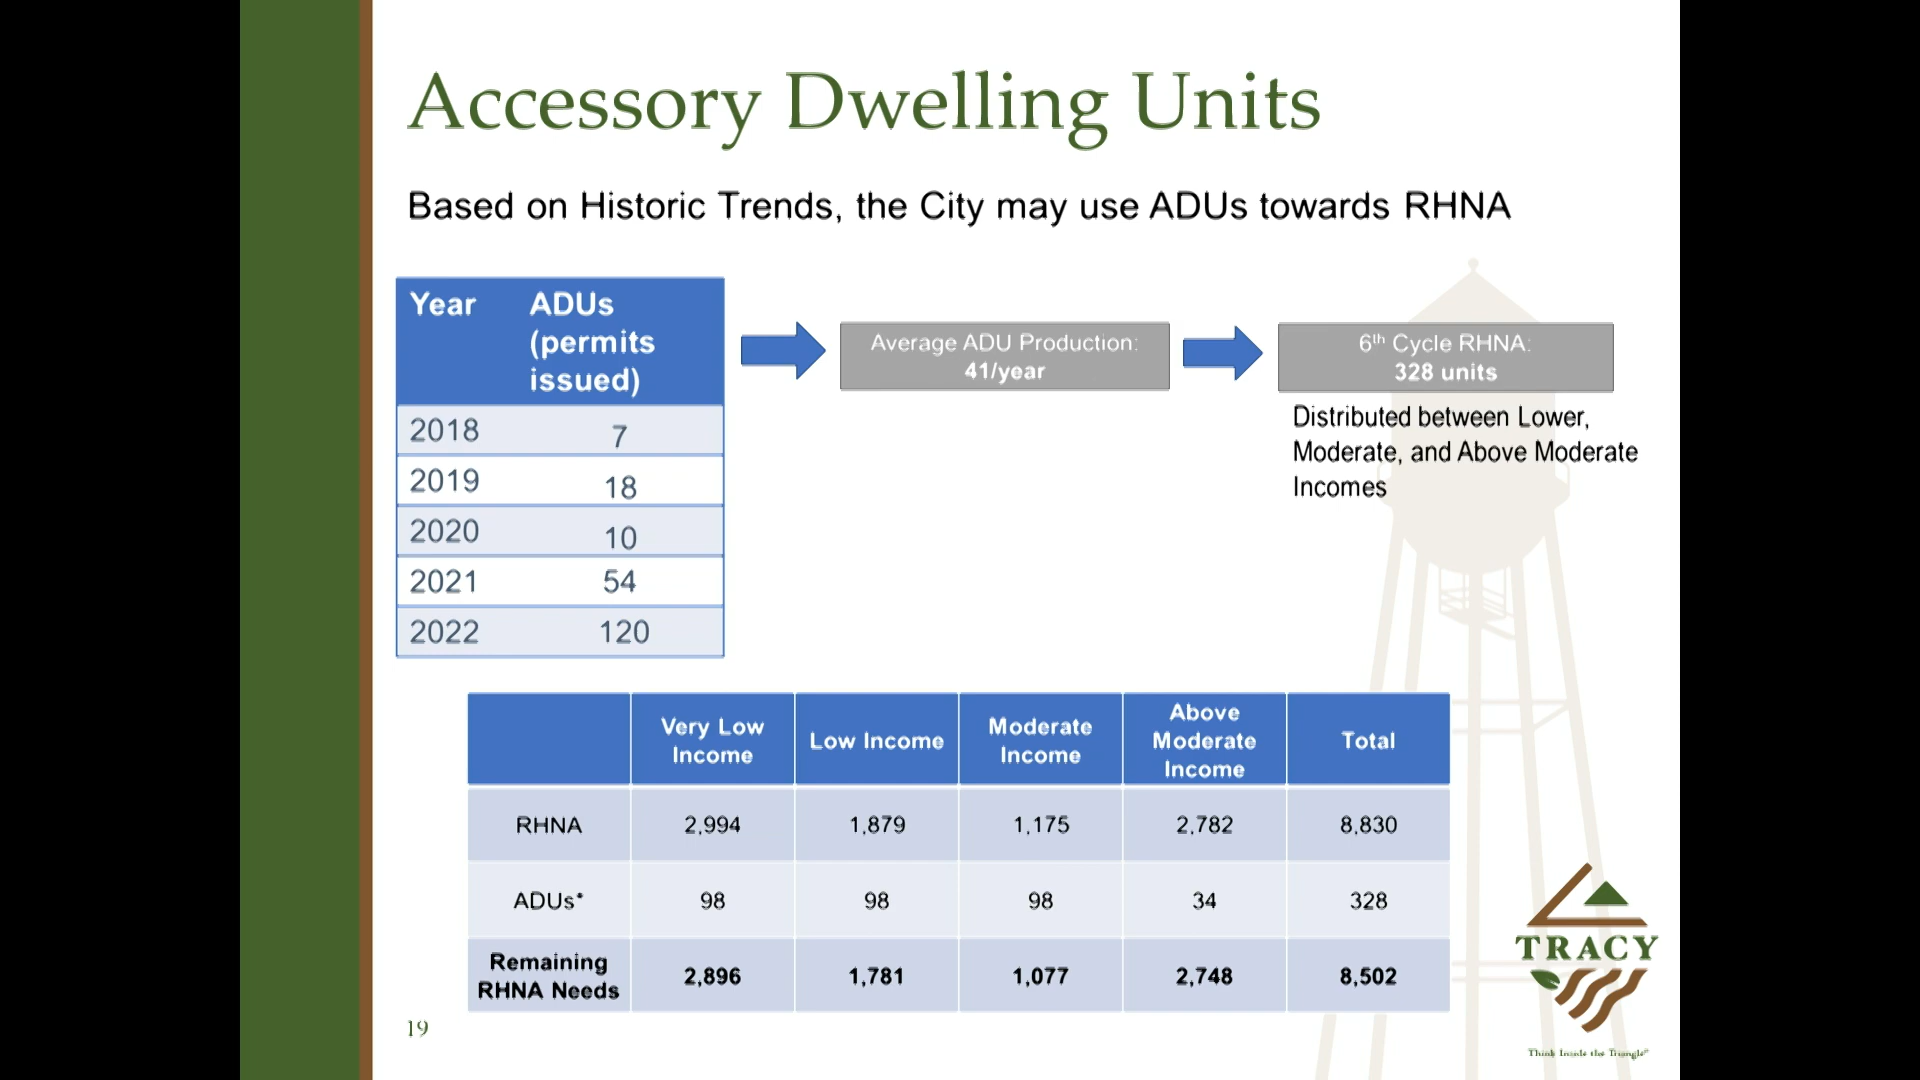 Accessory Dwelling Units
Based on Historic Trends, the City may use ADUs towards RHNA
Year ADUs
(permits
issued)
2018 7
2019 18
2020 10
2021 54
2022 120
Average ADU Production:
41/year
6th Cycle RHNA:
328 units
Distributed between Lower,
Moderate, and Above Moderate
Incomes
Very Low Income Low Income Moderate Income Above Moderate Income Total
RHNA 2,994 1,879 1,175 2,782 8,830
ADUs* 98 98 98 34 328
Remaining RHNA Needs 2,896 1,781 1,077 2,748 8,502
TRACY
Think Inside the Triangle®
19